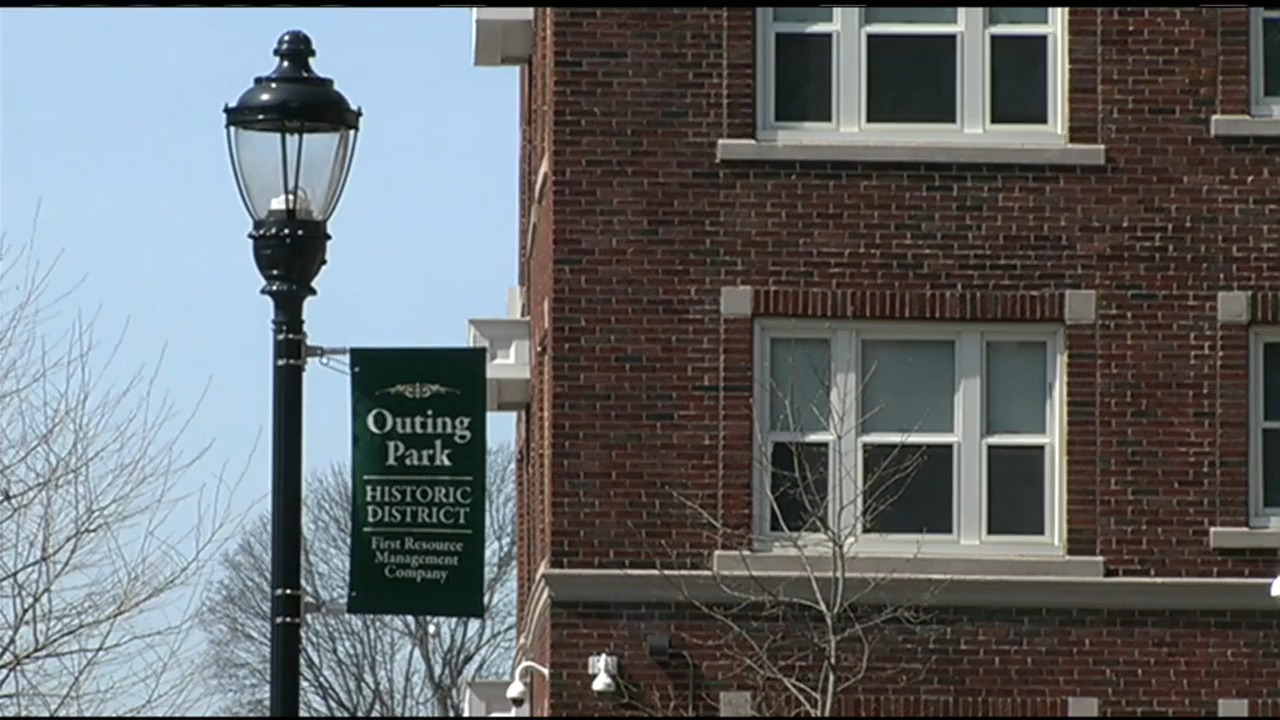 Outing
Park
HISTORIC
DISTRICT
First Resource
Management
Company